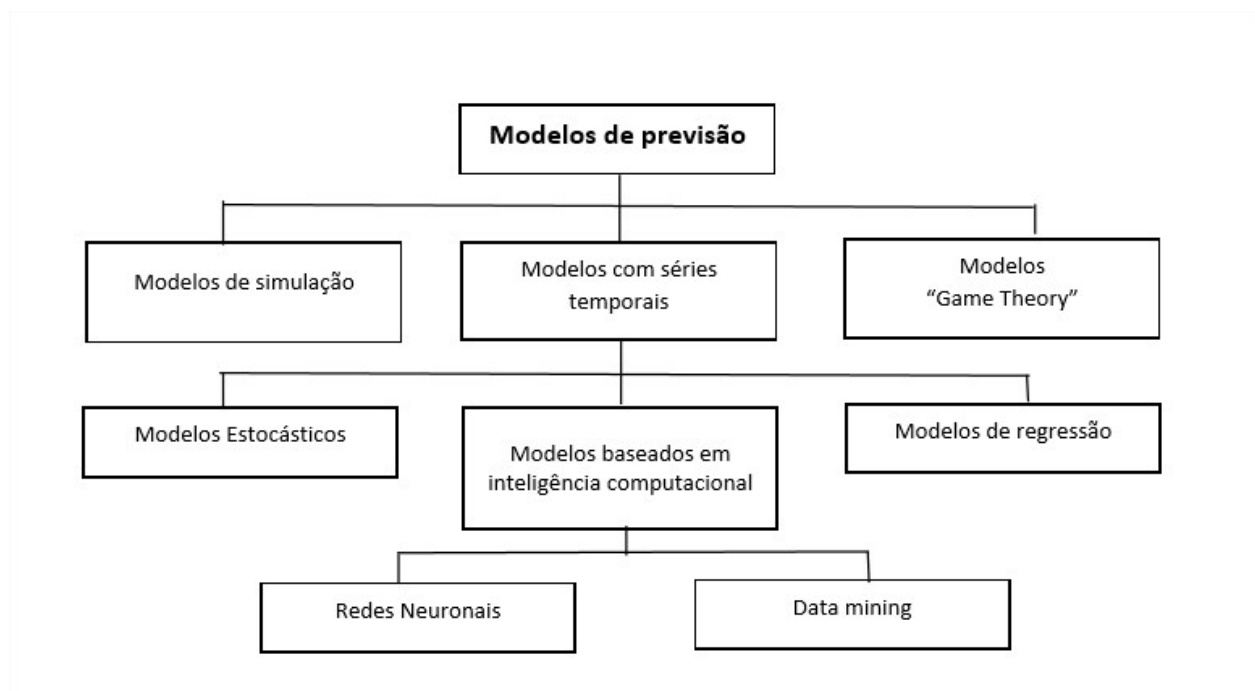 Modelos de previsão
Modelos de simulação
Modelos com séries
temporais
Modelos
“Game Theory”
Modelos Estocásticos
Modelos baseados em
inteligência computacional
Modelos de regressão
Redes Neuronais
Data mining